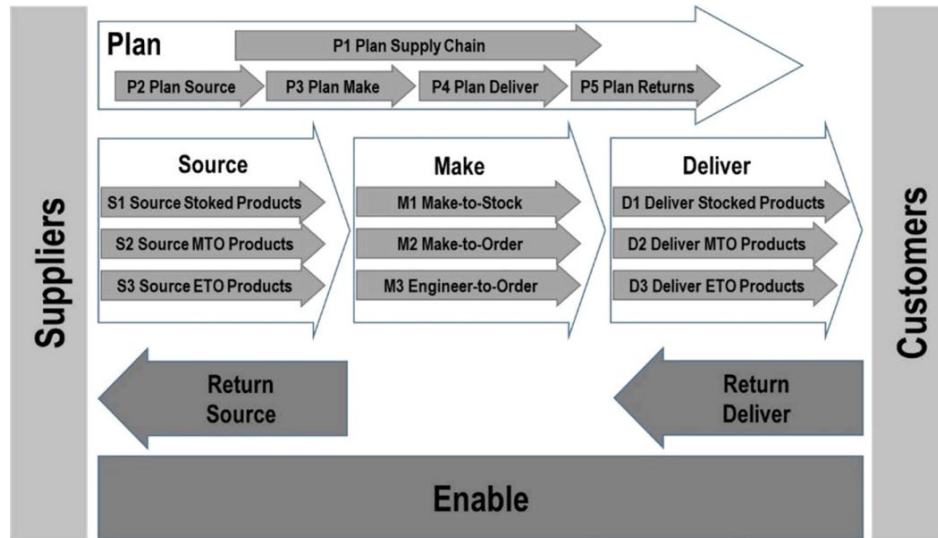 Suppliers
Plan
P1 Plan Supply Chain
P2 Plan Source
P3 Plan Make
P4 Plan Deliver
P5 Plan Returns
Source
S1 Source Stoked Products
S2 Source MTO Products
S3 Source ETO Products
Make
M1 Make-to-Stock
M2 Make-to-Order
M3 Engineer-to-Order
Deliver
D1 Deliver Stocked Products
D2 Deliver MTO Products
D3 Deliver ETO Products
Return
Source
Return
Deliver
Enable
Customers